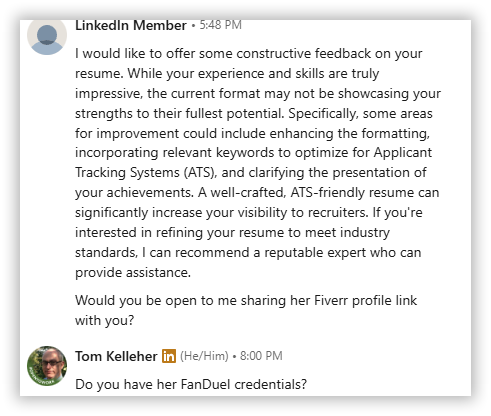 LinkedIn Member • 5:48 PM
I would like to offer some constructive feedback on your
resume. While your experience and skills are truly
impressive, the current format may not be showcasing your
strengths to their fullest potential. Specifically, some areas
for improvement could include enhancing the formatting,
incorporating relevant keywords to optimize for Applicant
Tracking Systems (ATS), and clarifying the presentation of
your achievements. A well-crafted, ATS-friendly resume can
significantly increase your visibility to recruiters. If you're
interested in refining your resume to meet industry
standards, I can recommend a reputable expert who can
provide assistance.
Would you be open to me sharing her Fiverr profile link
with you?
Tom Kelleher in (He/Him) • 8:00 PM
Do you have her FanDuel credentials?